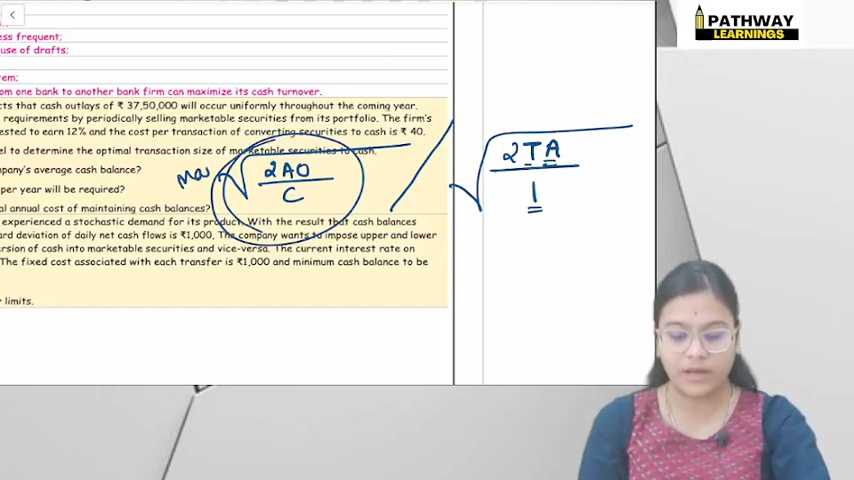 PATHWAY
LEARNINGS
ess frequent;
use of drafts;
tem;
om one bank to another bank firm can maximize its cash turnover.
cts that cash outlays of ₹ 37,50,000 will occur uniformly throughout the coming year.
requirements by periodically selling marketable securities from its portfolio. The firm's
ested to earn 12% and the cost per transaction of converting securities to cash is ₹ 40.
el to determine the optimal transaction size of marketable securities to cash.
mpany's average cash balance?
per year will be required?
al annual cost of maintaining cash balances?
experienced a stochastic demand for its product. With the result that cash balances
ard deviation of daily net cash flows is ₹1,000. The company wants to impose upper and lower
ersion of cash into marketable securities and vice-versa. The current interest rate on
The fixed cost associated with each transfer is ₹1,000 and minimum cash balance to be
r limits.
√2AO
C
√2TA
1